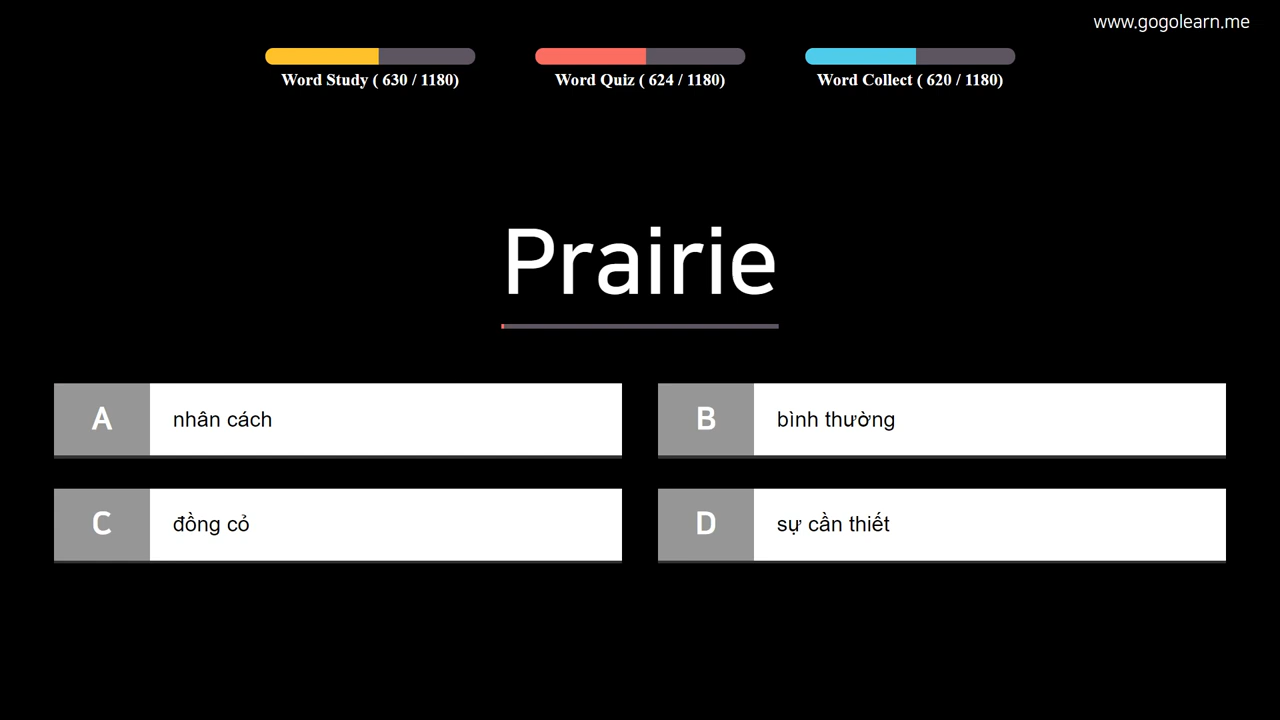 www.gogolearn.me
Word Study ( 630 / 1180)
Word Quiz ( 624 / 1180)
Word Collect ( 620 / 1180)
Prairie
A nhân cách
B bình thường
C đồng cỏ
D sự cần thiết